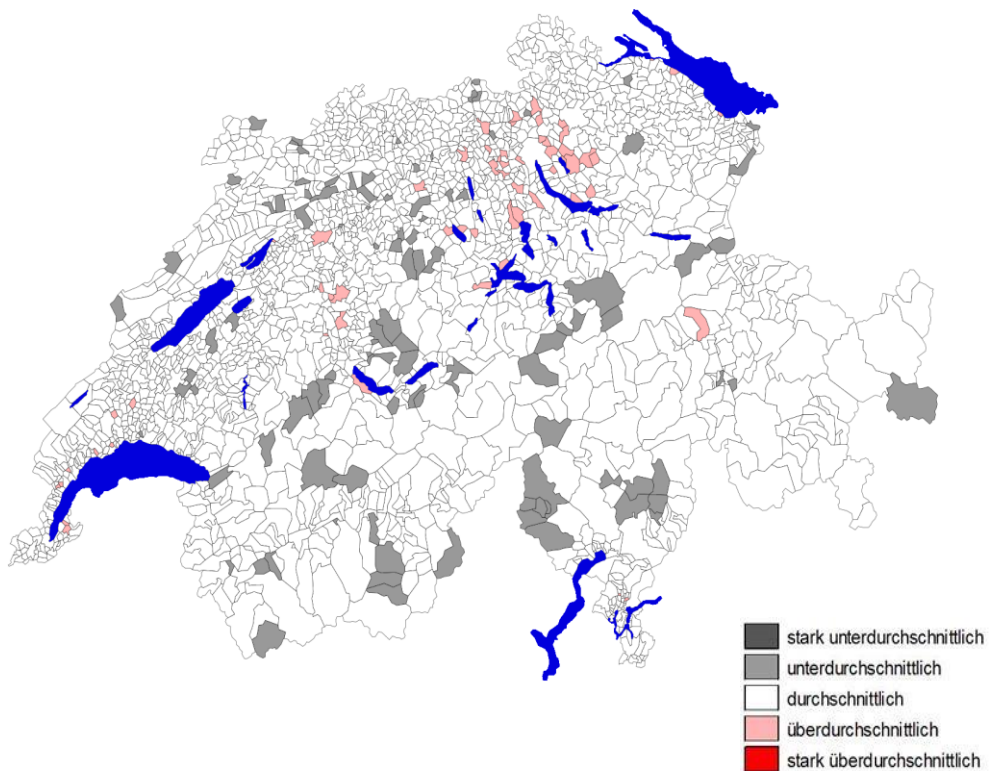 stark unterdurchschnittlich
unterdurchschnittlich
durchschnittlich
überdurchschnittlich
stark überdurchschnittlich